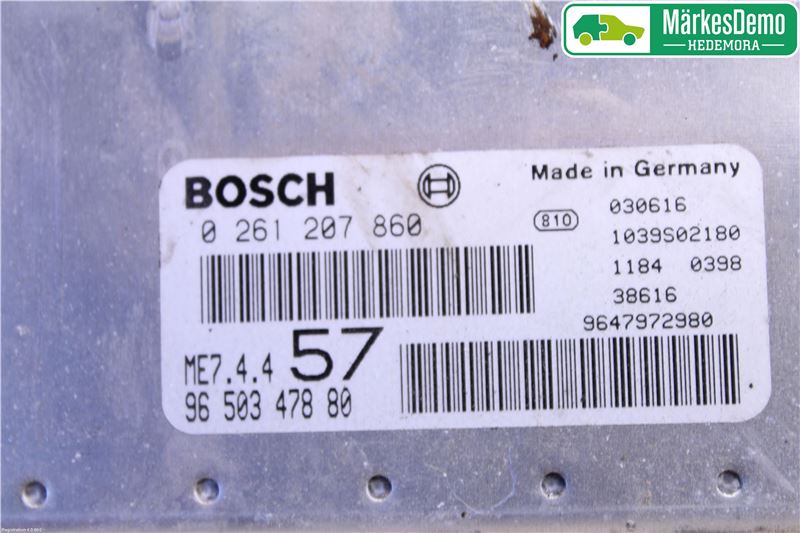 MärkesDemo
HEDEMORA
BOSCH
Made in Germany
0 261 207 860
810
030616
1039S02180
1184 0398
38616
9647972980
ME7.4.4 57
96 503 478 80